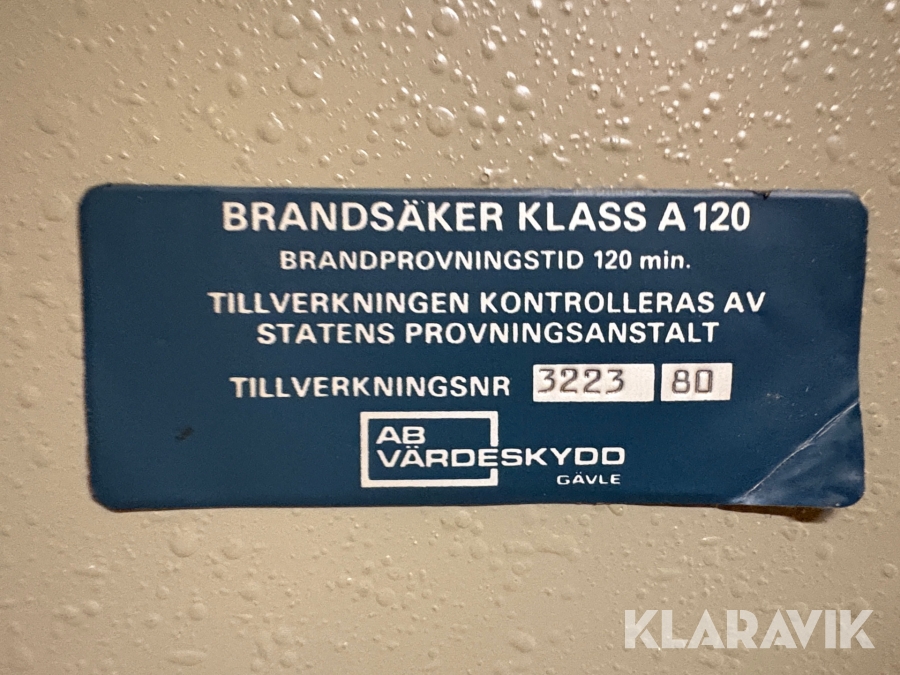 BRANDSÄKER KLASS A 120
BRANDPROVNINGSTID 120 min.
TILLVERKNINGEN KONTROLLERAS AV
STATENS PROVNINGSANSTALT
TILLVERKNINGSNR 3223 80
AB
VÄRDESKYDD
GÄVLE
KLARAVIK